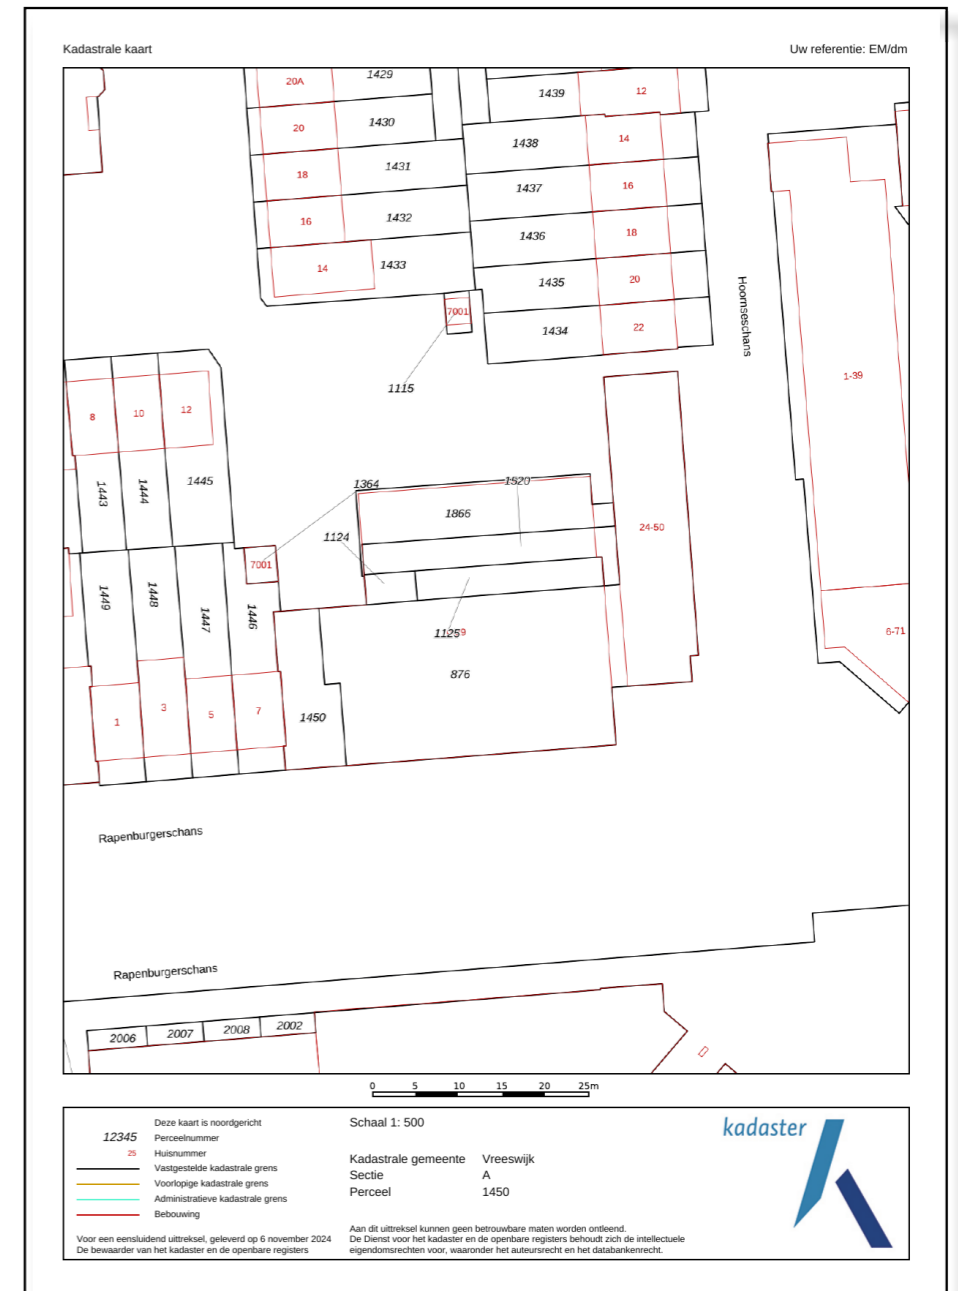 Kadastrale kaart
Uw referentie: EM/dm
20A
1429
1439
12
20
1430
1438
14
18
1431
1437
16
16
1432
1436
18
14
1433
1435
20
7001
1434
22
Hoornseschans
1-39
1115
8
10
12
1443
1444
1445
1364
1520
1866
1124
24-50
7001
1449
1448
1447
1446
11259
6-71
876
1
3
5
7
1450
Rapenburgerschans
Rapenburgerschans
2006
2007
2008
2002
0 5 10 15 20 25m
12345
25
Deze kaart is noordgericht
Perceelnummer
Huisnummer
Vastgestelde kadastrale grens
Voorlopige kadastrale grens
Administratieve kadastrale grens
Bebouwing
Voor een eensluidend uittreksel, geleverd op 6 november 2024
De bewaarder van het kadaster en de openbare registers
Schaal 1: 500
Kadastrale gemeente Vreeswijk
Sectie A
Perceel 1450
Aan dit uittreksel kunnen geen betrouwbare maten worden ontleend.
De Dienst voor het kadaster en de openbare registers behoudt zich de intellectuele
eigendomsrechten voor, waaronder het auteursrecht en het databankenrecht.
kadaster